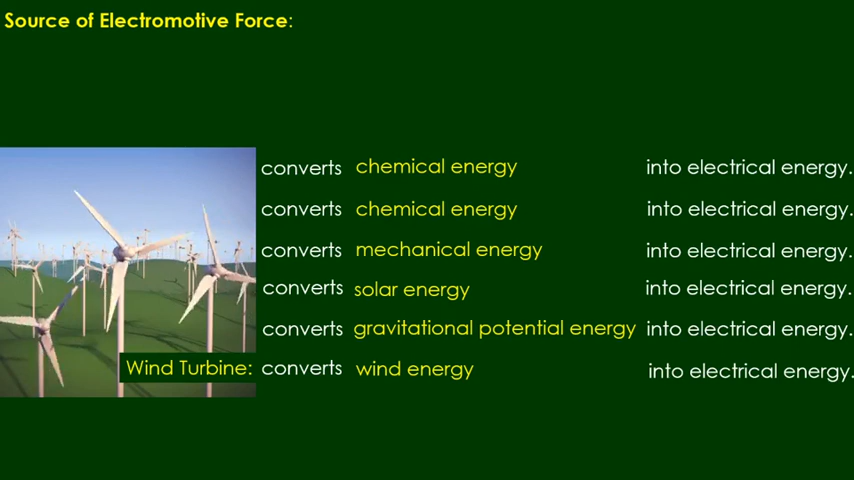 Source of Electromotive Force:
converts chemical energy into electrical energy.
converts chemical energy into electrical energy.
converts mechanical energy into electrical energy.
converts solar energy into electrical energy.
converts gravitational potential energy into electrical energy.
Wind Turbine: converts wind energy into electrical energy.